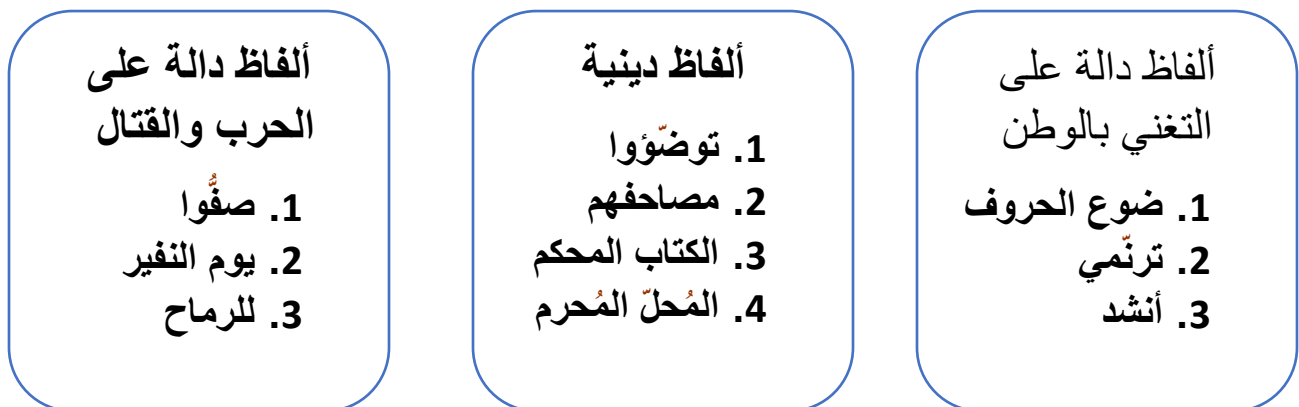 ألفاظ دالة على
التغني بالوطن
1. ضوع الحروف
2. ترنّمي
3. أنشد
ألفاظ دينية
1. توضّؤوا
2. مصاحفهم
3. الكتاب المحكم
4. المُحلّ المُحرم
ألفاظ دالة على
الحرب والقتال
1. صفُّوا
2. يوم النفير
3. للرماح